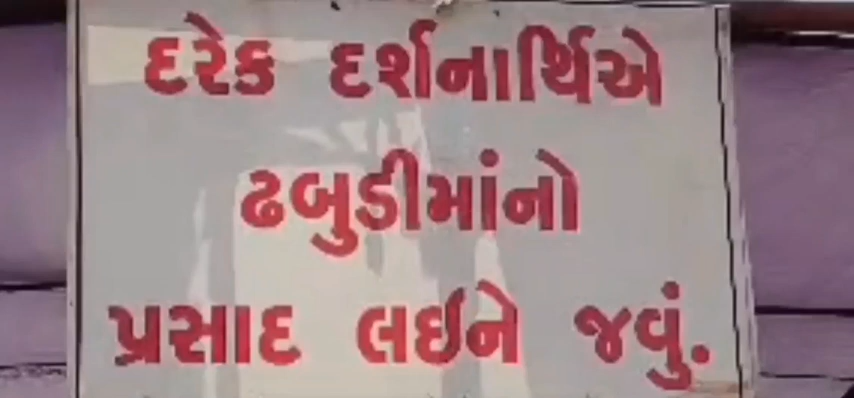 દરેક દર્શનાર્થિએ
ઢબુડીમાંનો
પ્રસાદ લઈને જવું.